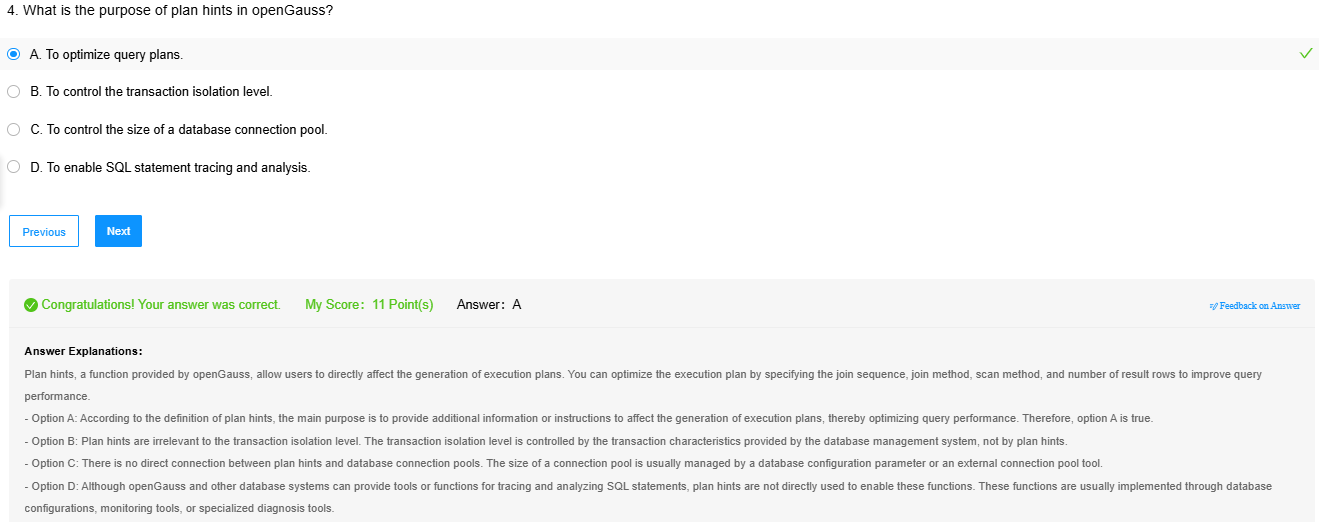 4. What is the purpose of plan hints in openGauss?
A. To optimize query plans.
B. To control the transaction isolation level.
C. To control the size of a database connection pool.
D. To enable SQL statement tracing and analysis.
Previous Next
Congratulations! Your answer was correct. My Score: 11 Point(s) Answer: A Feedback on Answer
Answer Explanations:
Plan hints, a function provided by openGauss, allow users to directly affect the generation of execution plans. You can optimize the execution plan by specifying the join sequence, join method, scan method, and number of result rows to improve query
performance.
- Option A: According to the definition of plan hints, the main purpose is to provide additional information or instructions to affect the generation of execution plans, thereby optimizing query performance. Therefore, option A is true.
- Option B: Plan hints are irrelevant to the transaction isolation level. The transaction isolation level is controlled by the transaction characteristics provided by the database management system, not by plan hints.
- Option C: There is no direct connection between plan hints and database connection pools. The size of a connection pool is usually managed by a database configuration parameter or an external connection pool tool.
- Option D: Although openGauss and other database systems can provide tools or functions for tracing and analyzing SQL statements, plan hints are not directly used to enable these functions. These functions are usually implemented through database
configurations, monitoring tools, or specialized diagnosis tools.